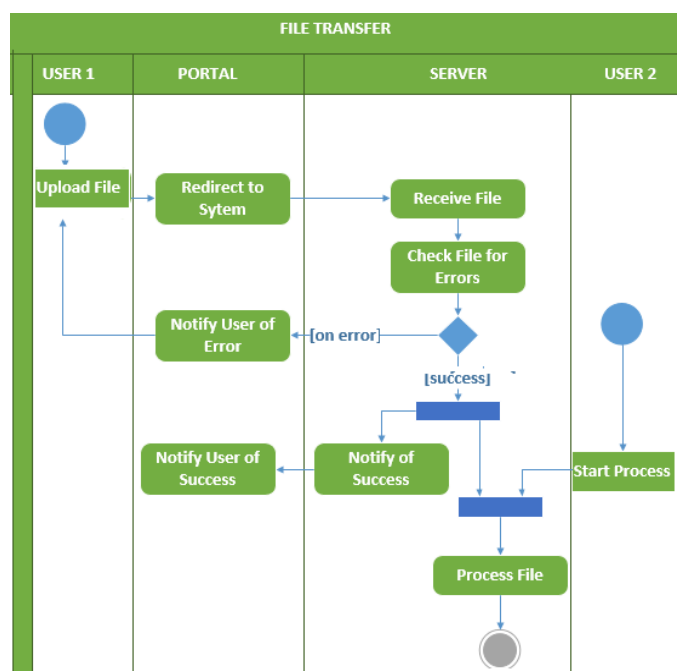 FILE TRANSFER
USER 1
PORTAL
SERVER
USER 2
Upload File
Redirect to
Sytem
Receive File
Check File for
Errors
Notify User of
Error
[on error]
[success]
Notify User of
Success
Notify of
Success
Start Process
Process File